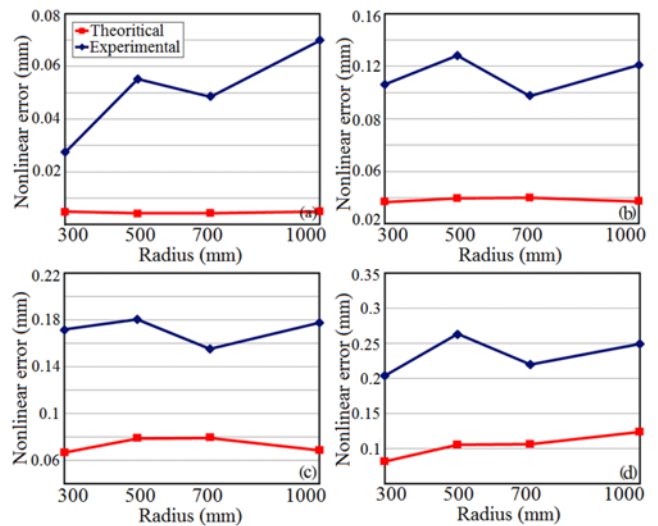 0.08
Theoritical
Experimental
0.06
0.04
0.02
Nonlinear error (mm)
(a)
300 500 700 1000
Radius (mm)
0.16
0.12
0.08
0.04
0.02
Nonlinear error (mm)
(b)
300 500 700 1000
Radius (mm)
0.22
0.18
0.14
0.1
0.06
Nonlinear error (mm)
(c)
300 500 700 1000
Radius (mm)
0.35
0.3
0.25
0.2
0.15
0.1
Nonlinear error (mm)
(d)
300 500 700 1000
Radius (mm)